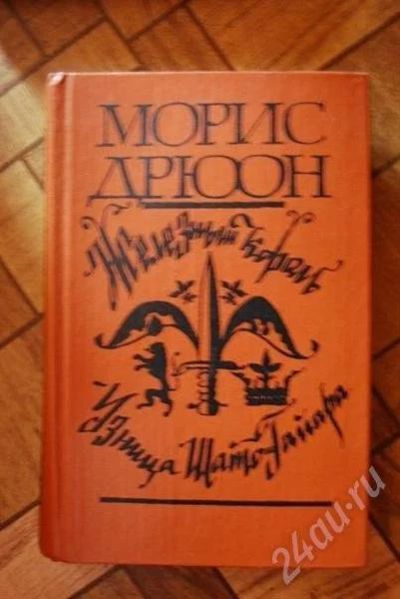 МОРИС
ДРЮОН
Железный король
Узница Шато-Гайара
24au.ru